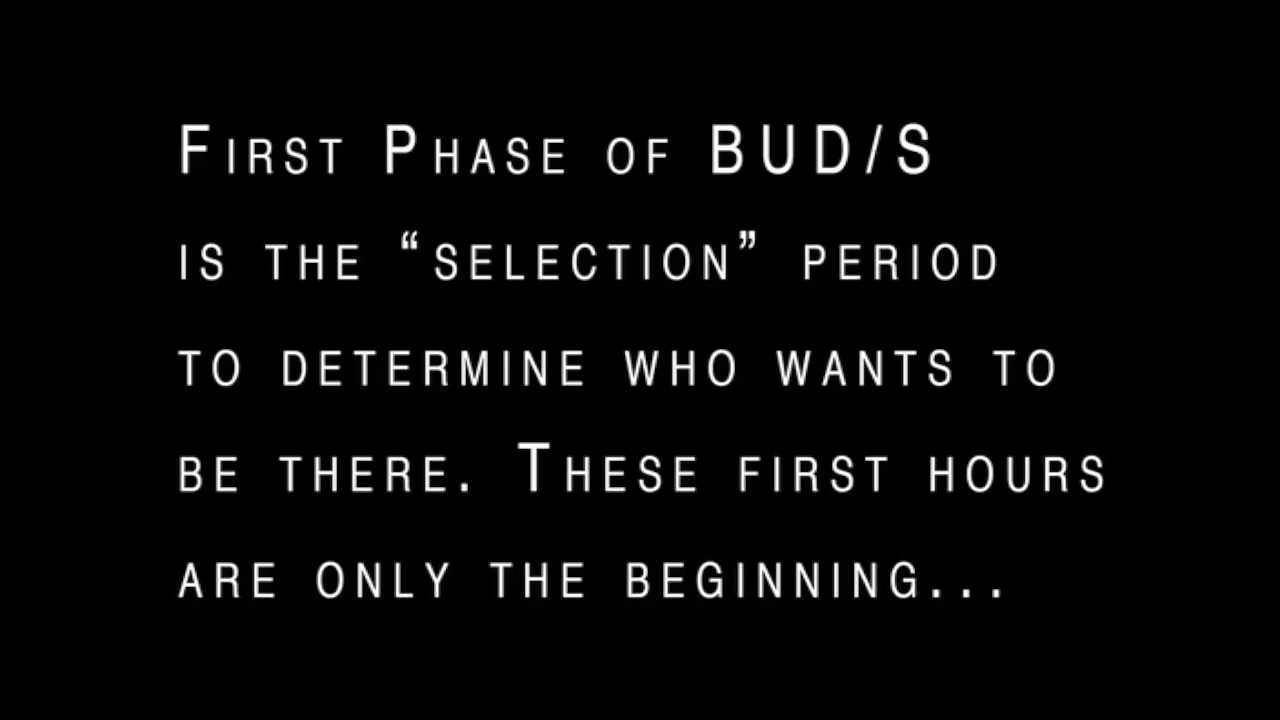 First Phase of BUD/S
is the “selection” period
to determine who wants to
be there. These first hours
are only the beginning...